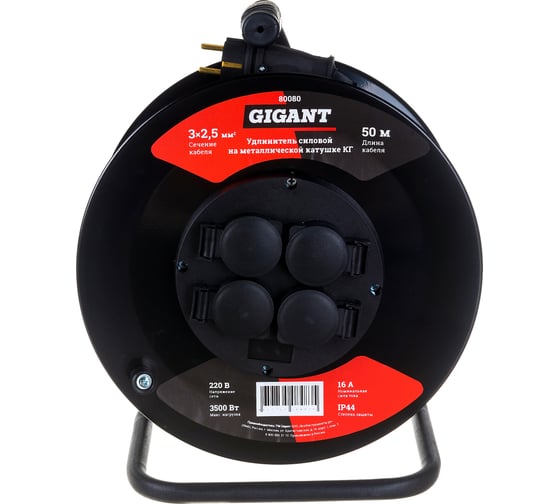 80080
GIGANT
3×2,5 мм²
Сечение
кабеля
Удлинитель силовой
на металлической катушке КГ
50 м
Длина
кабеля
220 В
Напряжение
сети
3500 Вт
Макс. нагрузка
16 А
Номинальная
сила тока
IP44
Степень защиты